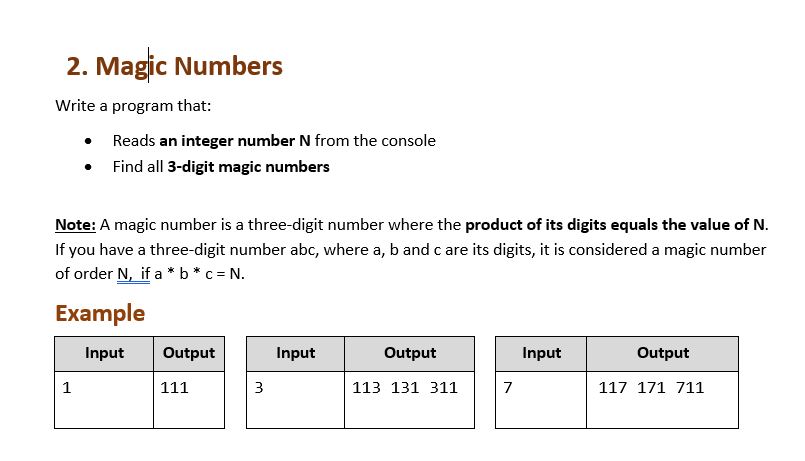 2. Magic Numbers
Write a program that:
• Reads an integer number N from the console
• Find all 3-digit magic numbers
Note: A magic number is a three-digit number where the product of its digits equals the value of N.
If you have a three-digit number abc, where a, b and c are its digits, it is considered a magic number
of order N, if a * b * c = N.
Example
Input Output Input Output Input Output
1 111 3 113 131 311 7 117 171 711